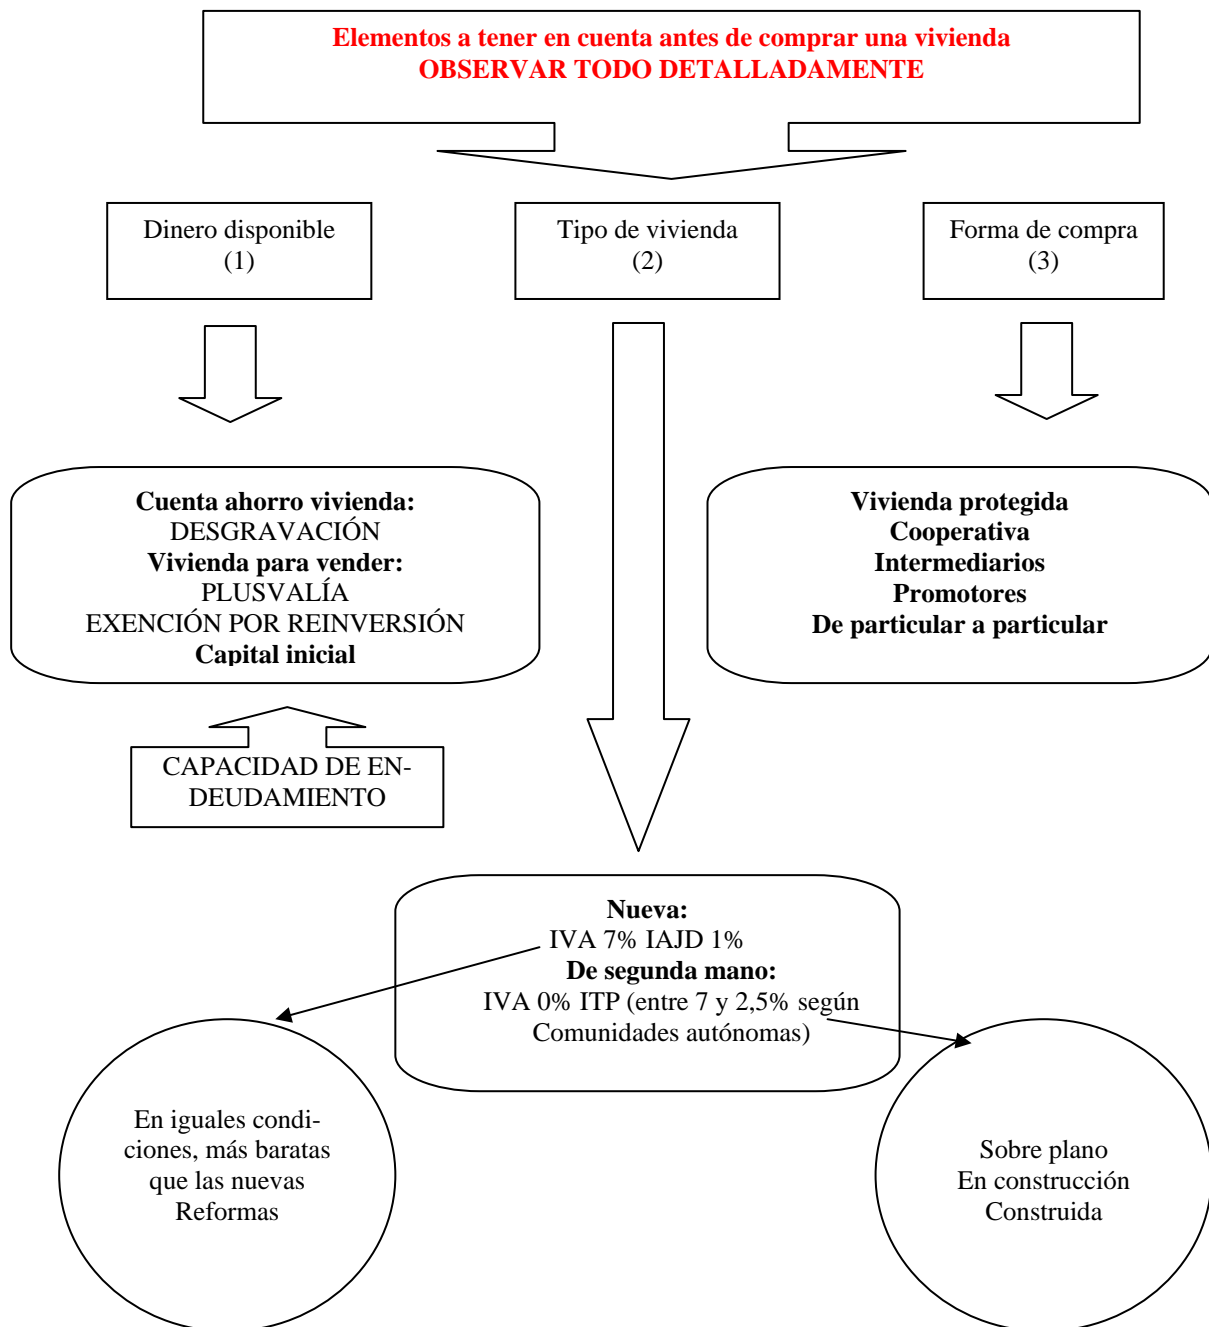 Elementos a tener en cuenta antes de comprar una vivienda
OBSERVAR TODO DETALLADAMENTE
Dinero disponible
(1)
Tipo de vivienda
(2)
Forma de compra
(3)
Cuenta ahorro vivienda:
DESGRAVACIÓN
Vivienda para vender:
PLUSVALÍA
EXENCIÓN POR REINVERSIÓN
Capital inicial
Vivienda protegida
Cooperativa
Intermediarios
Promotores
De particular a particular
CAPACIDAD DE EN-
DEUDAMIENTO
Nueva:
IVA 7% IAJD 1%
De segunda mano:
IVA 0% ITP (entre 7 y 2,5% según
Comunidades autónomas)
En iguales condi-
ciones, más baratas
que las nuevas
Reformas
Sobre plano
En construcción
Construida